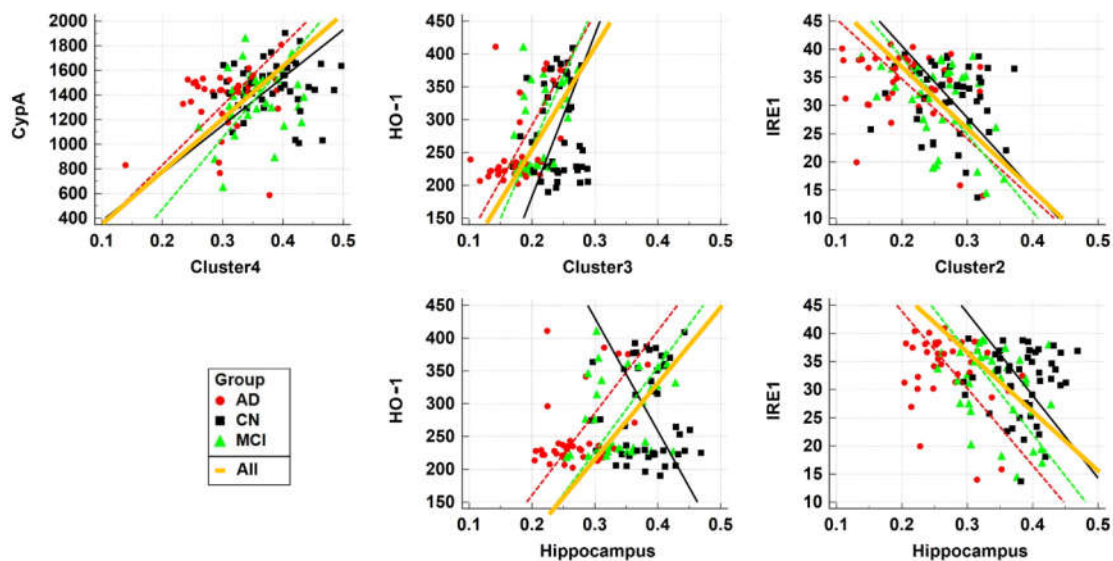 2000
1800
1600
1400
1200
1000
800
600
400
CypA
0.1 0.2 0.3 0.4 0.5
Cluster4
450
400
350
300
250
200
150
HO-1
0.1 0.2 0.3 0.4 0.5
Cluster3
45
40
35
30
25
20
15
10
IRE1
0.1 0.2 0.3 0.4 0.5
Cluster2
Group
AD
CN
MCI
All
450
400
350
300
250
200
150
HO-1
0.1 0.2 0.3 0.4 0.5
Hippocampus
45
40
35
30
25
20
15
10
IRE1
0.1 0.2 0.3 0.4 0.5
Hippocampus